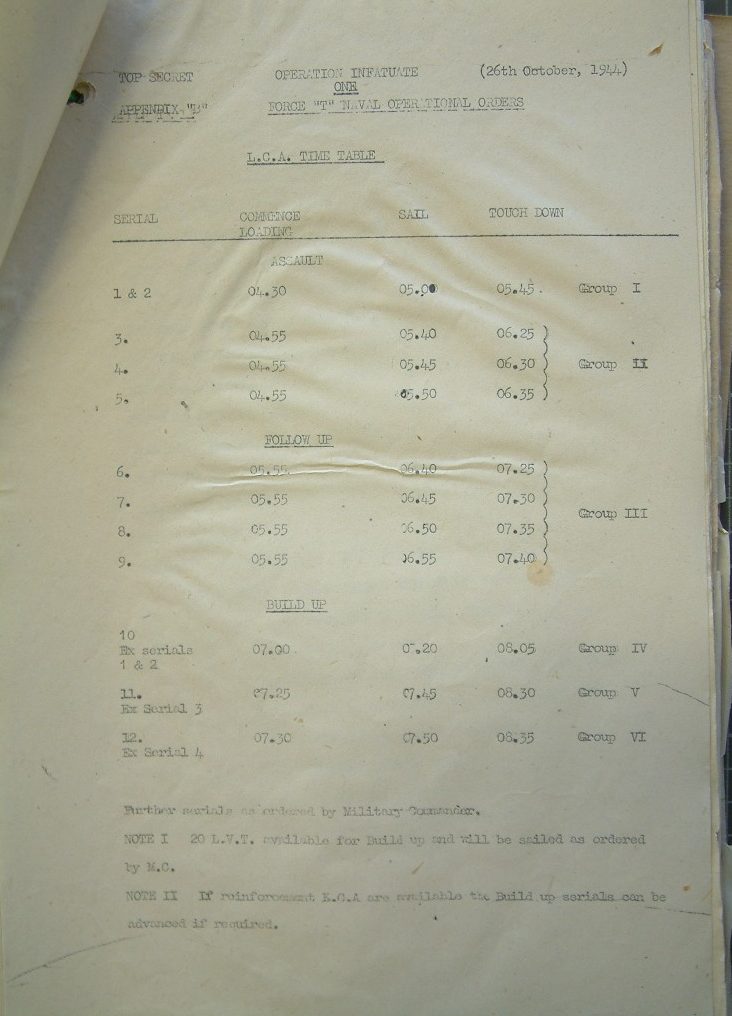 TOP SECRET OPERATION INFATUATE (26th October, 1944)
ONE
APPENDIX "B" FORCE "T" NAVAL OPERATIONAL ORDERS
L.C.A. TIME TABLE
SERIAL COMMENCE SAIL TOUCH DOWN
LOADING
ASSAULT
1 & 2 04.30 05.00 05.45. Group I
3. 04.55 05.40 06.25
4. 04.55 05.45 06.30 Group II
5. 04.55 05.50 06.35
FOLLOW UP
6. 05.55 06.40 07.25
7. 05.55 06.45 07.30
Group III
8. 05.55 06.50 07.35
9. 05.55 06.55 07.40
BUILD UP
10
Ex serials 07.00. 07.20 08.05 Group IV
1 & 2
11. 07.25 07.45 08.30 Group V
Ex Serial 3
12. 07.30 07.50 08.35 Group VI
Ex Serial 4
Further serials as ordered by Military Commander.
NOTE I 20 L.V.T. available for Build up and will be sailed as ordered
by M.C.
NOTE II If reinforcement L.C.A are available the Build up serials can be
advanced if required.